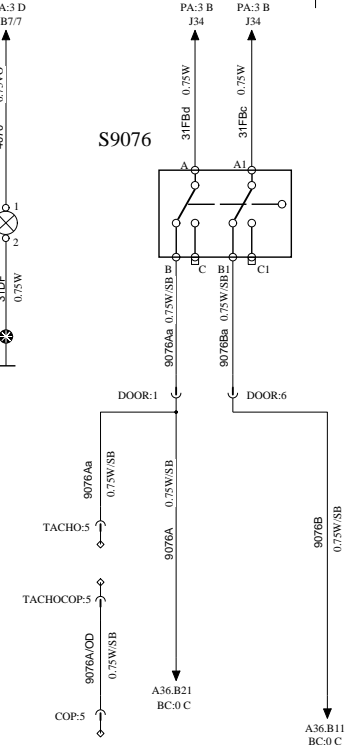 A:3 D
B7/7
PA:3 B
J34
PA:3 B
J34
31FBd 0.75W
31FBc 0.75W
S9076
A
A1
1
2
31DF
0.75W
B
C
B1
C1
9076Aa 0.75W/SB
9076Ba 0.75W/SB
DOOR:1
DOOR:6
9076Aa
0.75W/SB
0.75W/SB
9076A
9076B
0.75W/SB
TACHO:5
TACHOCOP:5
9076A/OD
0.75W/SB
COP:5
A36.B21
BC:0 C
A36.B11
BC:0 C